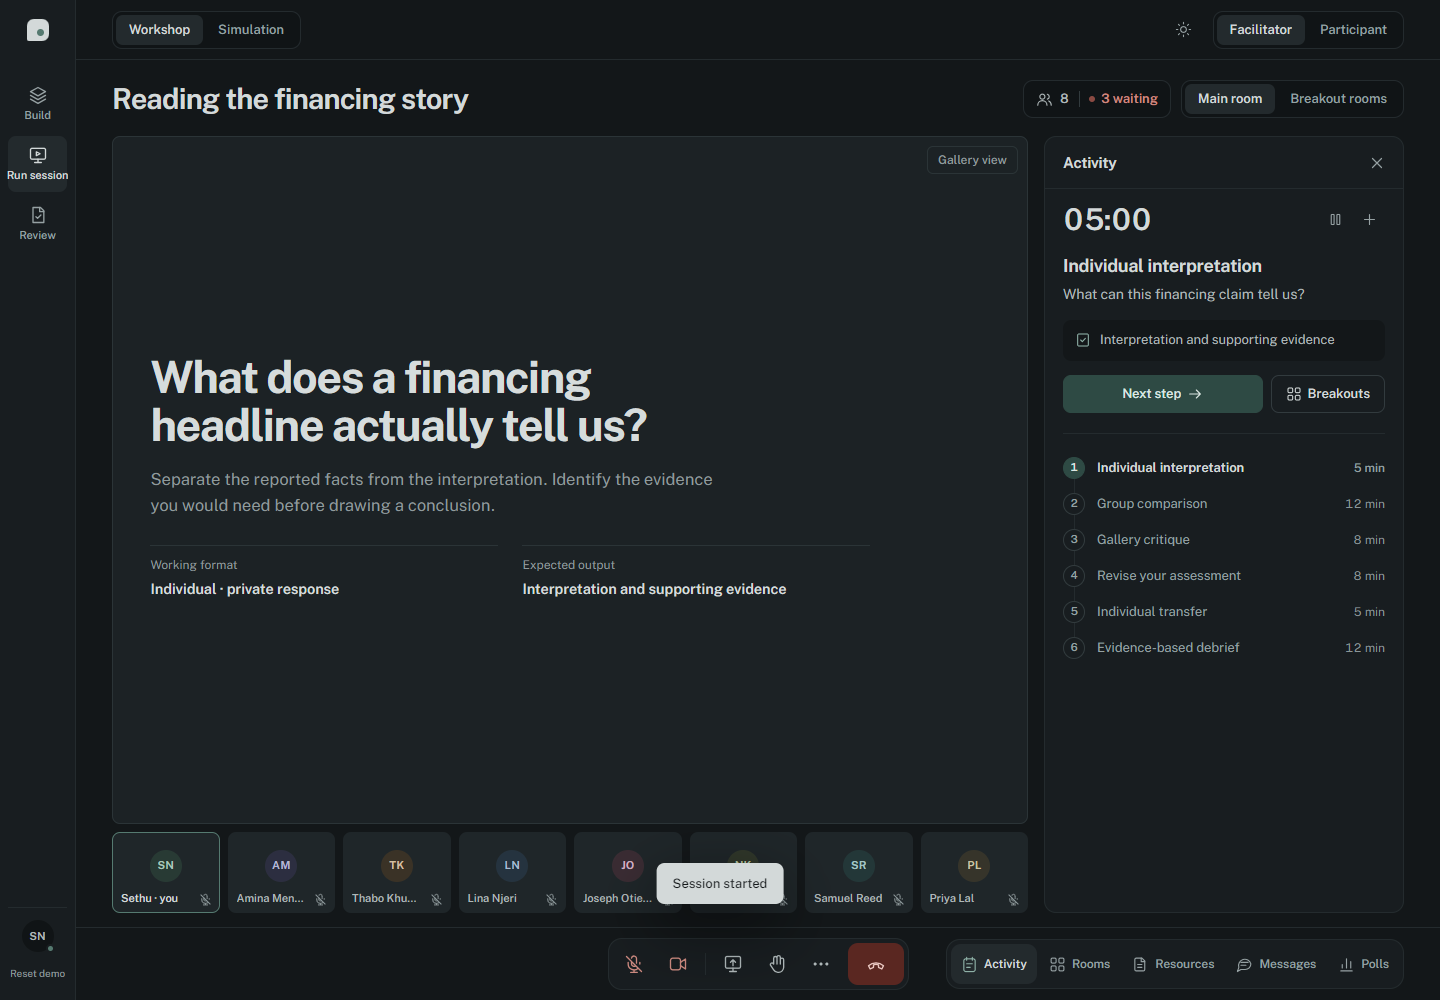 Workshop
Simulation
Facilitator
Participant
Build
Run session
Review
SN
Reset demo
Reading the financing story
8
3 waiting
Main room
Breakout rooms
Gallery view
What does a financing
headline actually tell us?
Separate the reported facts from the interpretation. Identify the evidence
you would need before drawing a conclusion.
Working format
Individual · private response
Expected output
Interpretation and supporting evidence
Activity
05:00
Individual interpretation
What can this financing claim tell us?
Interpretation and supporting evidence
Next step
Breakouts
1 Individual interpretation 5 min
2 Group comparison 12 min
3 Gallery critique 8 min
4 Revise your assessment 8 min
5 Individual transfer 5 min
6 Evidence-based debrief 12 min
SN
Sethu · you
AM
Amina Men...
TK
Thabo Khu...
LN
Lina Njeri
JO
Joseph Otie...
SR
Samuel Reed
PL
Priya Lal
Session started
Activity
Rooms
Resources
Messages
Polls